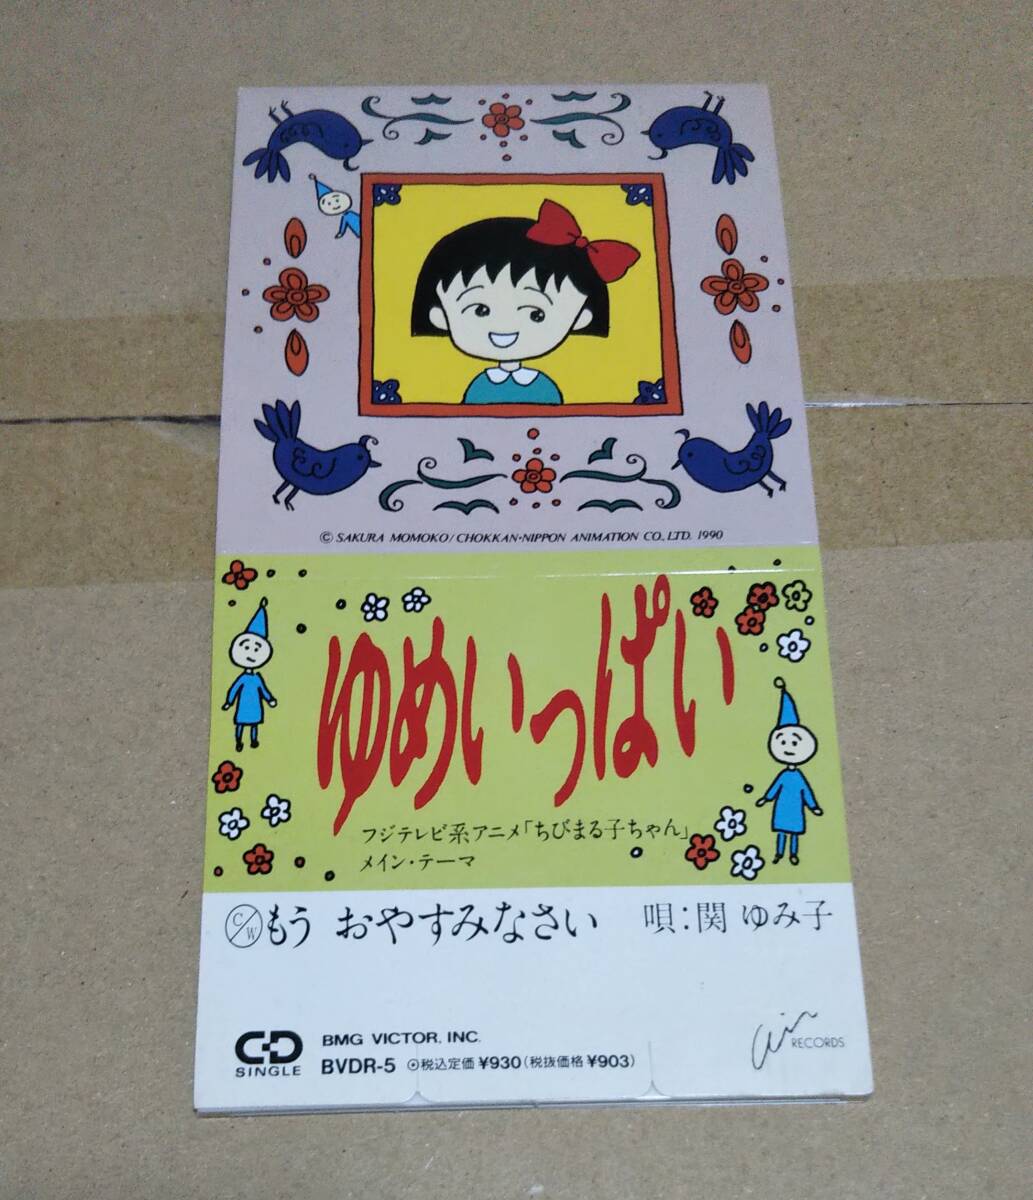 © SAKURA MOMOKO/CHOKKAN・NIPPON ANIMATION CO., LTD. 1990
ゆめいっぱい
フジテレビ系アニメ「ちびまる子ちゃん」
メイン・テーマ
C/W もう おやすみなさい 唄:関 ゆみ子
CD SINGLE
BMG VICTOR, INC.
BVDR-5 ⦿税込定価¥930(税抜価格¥903)
RECORDS